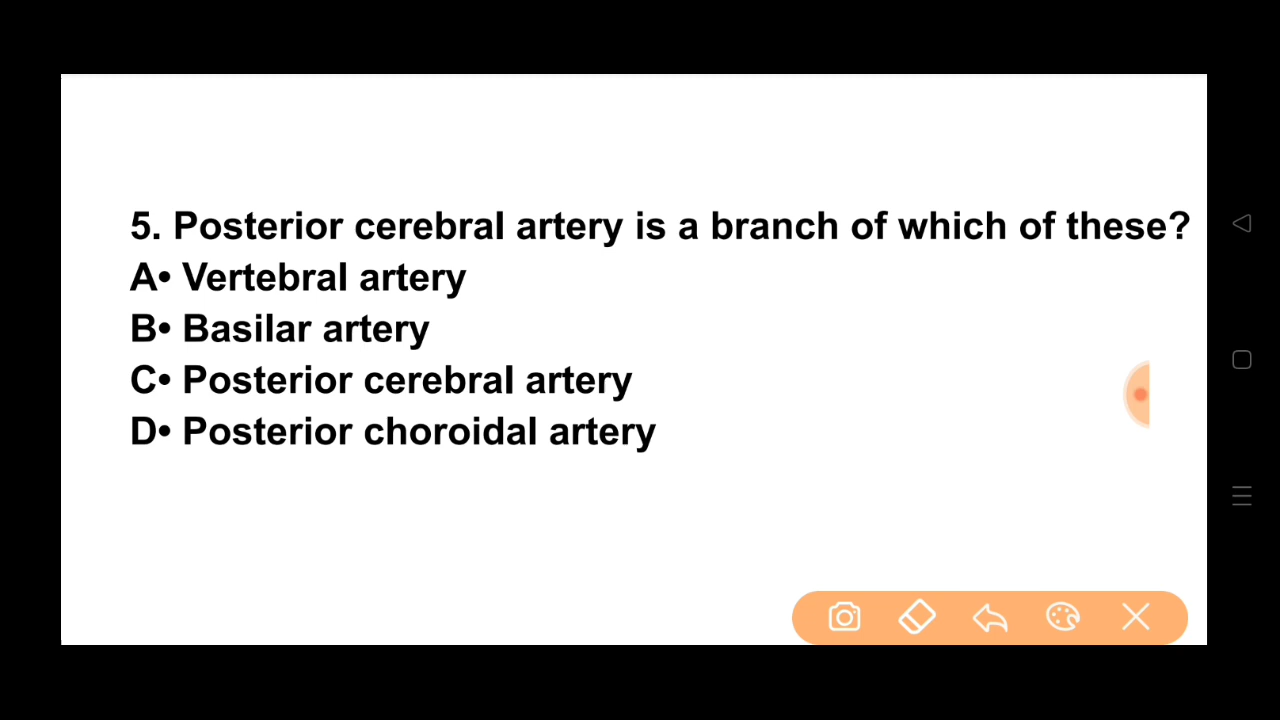 5. Posterior cerebral artery is a branch of which of these?
A• Vertebral artery
B• Basilar artery
C• Posterior cerebral artery
D• Posterior choroidal artery